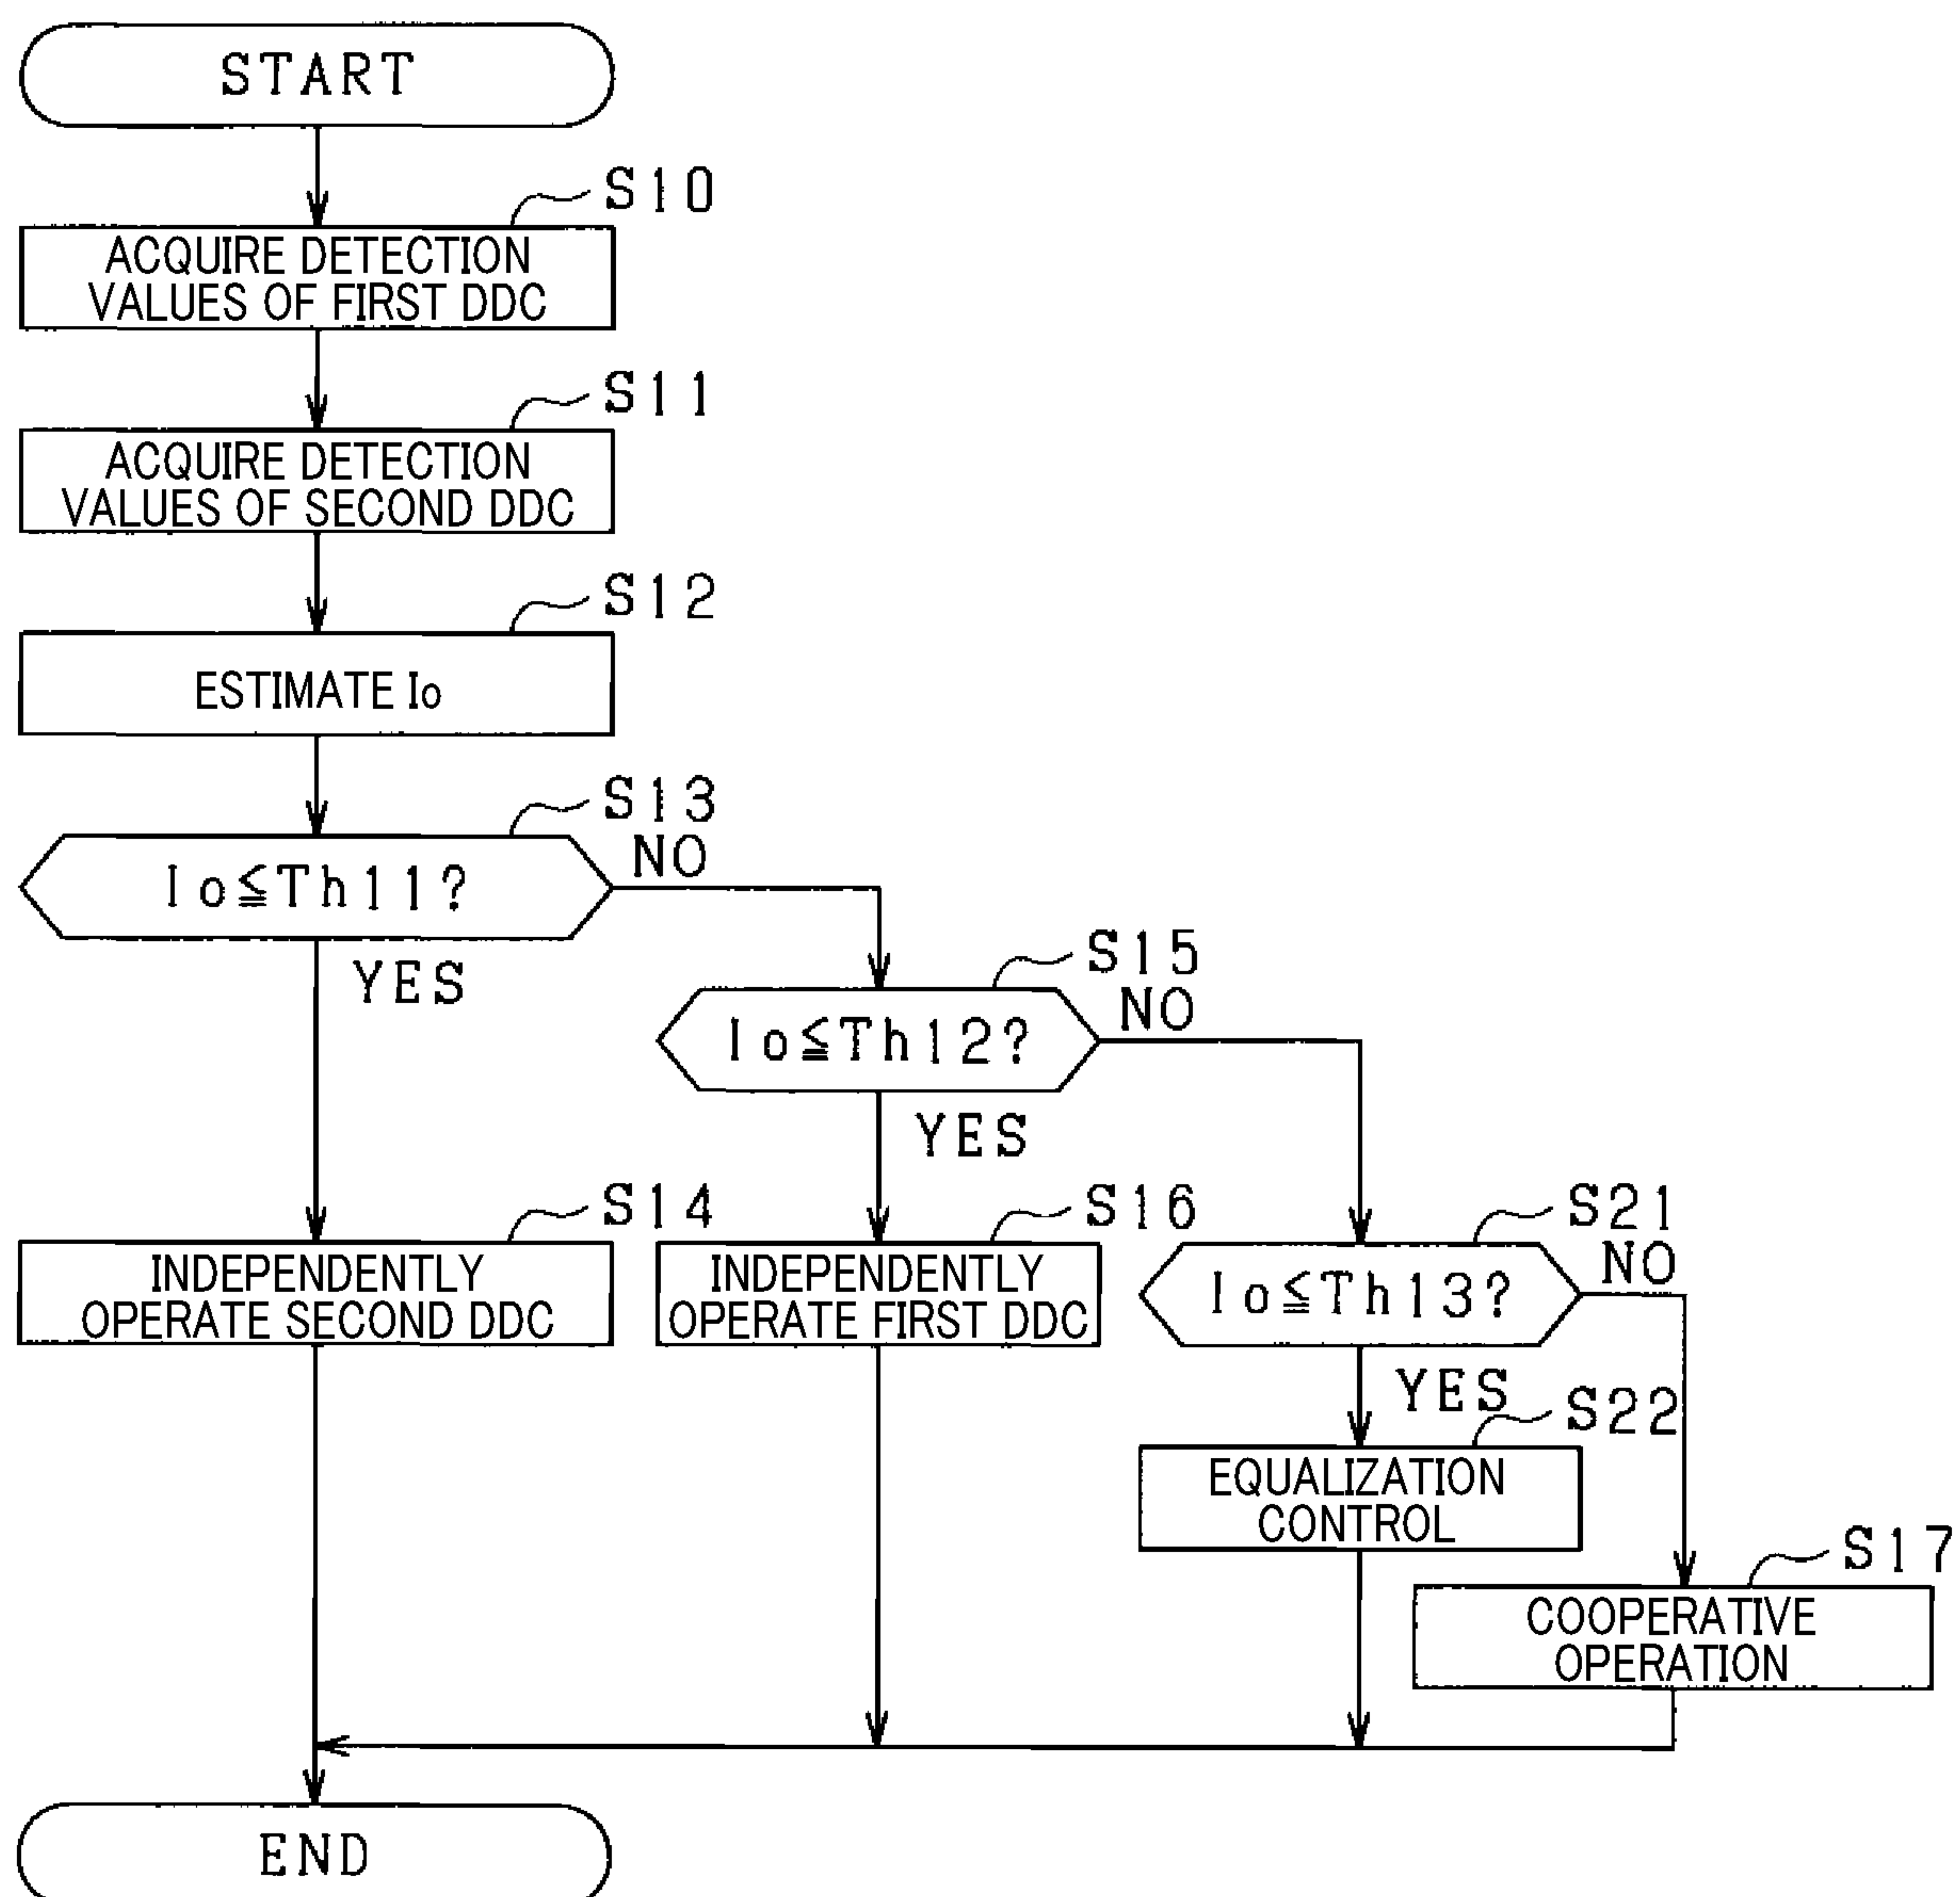 START
S10
ACQUIRE DETECTION
VALUES OF FIRST DDC
S11
ACQUIRE DETECTION
VALUES OF SECOND DDC
S12
ESTIMATE Io
S13
Io≦Th11?
NO
YES
S15
Io≦Th12?
NO
YES
S14
INDEPENDENTLY
OPERATE SECOND DDC
S16
INDEPENDENTLY
OPERATE FIRST DDC
S21
Io≦Th13?
NO
YES
S22
EQUALIZATION
CONTROL
S17
COOPERATIVE
OPERATION
END